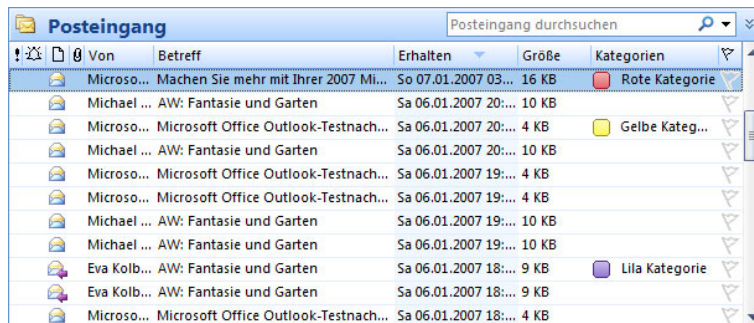 Posteingang
Posteingang durchsuchen
! Von Betreff Erhalten Größe Kategorien
Microso... Machen Sie mehr mit Ihrer 2007 Mi... So 07.01.2007 03... 16 KB Rote Kategorie
Michael ... AW: Fantasie und Garten Sa 06.01.2007 20:... 10 KB
Microso... Microsoft Office Outlook-Testnach... Sa 06.01.2007 20:... 4 KB Gelbe Kateg...
Michael ... AW: Fantasie und Garten Sa 06.01.2007 20:... 10 KB
Microso... Microsoft Office Outlook-Testnach... Sa 06.01.2007 19:... 4 KB
Microso... Microsoft Office Outlook-Testnach... Sa 06.01.2007 19:... 4 KB
Michael ... AW: Fantasie und Garten Sa 06.01.2007 19:... 10 KB
Michael ... AW: Fantasie und Garten Sa 06.01.2007 19:... 10 KB
Eva Kolb... AW: Fantasie und Garten Sa 06.01.2007 18:... 9 KB Lila Kategorie
Eva Kolb... AW: Fantasie und Garten Sa 06.01.2007 18:... 9 KB
Microso... Microsoft Office Outlook-Testnach... Sa 06.01.2007 18:... 4 KB